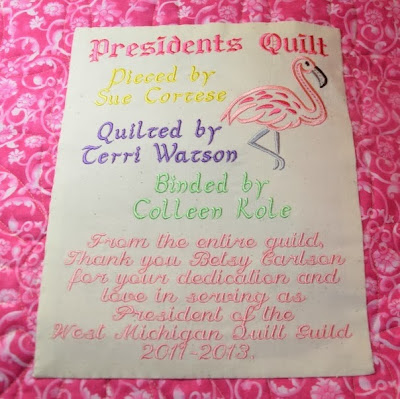 Presidents Quilt
Pieced by
Sue Cortese
Quilted by
Terri Watson
Binded by
Colleen Kole
From the entire guild,
Thank you Betsy Carlson
for your dedication and
love in serving as
President of the
West Michigan Quilt Guild
2011-2013.